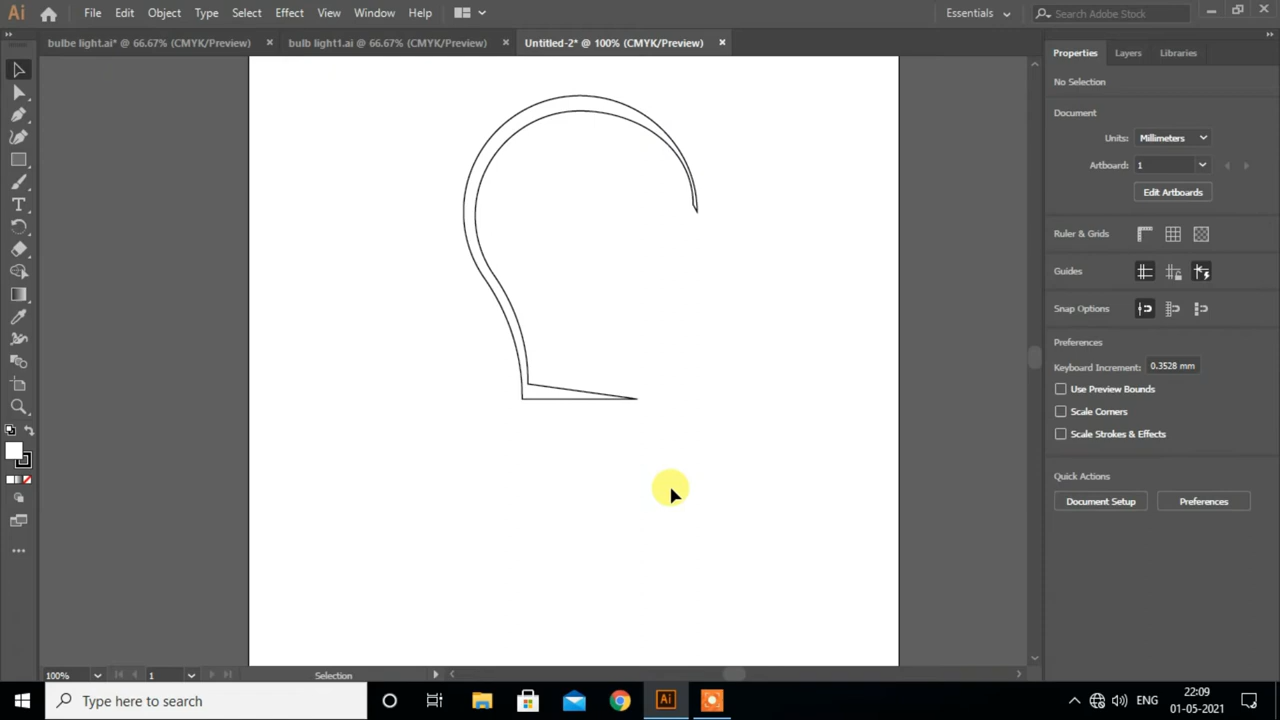 Ai File Edit Object Type Select Effect View Window Help Essentials Search Adobe Stock
bulbe light.ai* @ 66.67% (CMYK/Preview) bulb light1.ai @ 66.67% (CMYK/Preview) Untitled-2* @ 100% (CMYK/Preview)
Properties Layers Libraries
No Selection
Document
Units: Millimeters
Artboard: 1
Edit Artboards
Ruler & Grids
Guides
Snap Options
Preferences
Keyboard Increment: 0.3528 mm
Use Preview Bounds
Scale Corners
Scale Strokes & Effects
Quick Actions
Document Setup Preferences
100% 1 Selection
Type here to search Ai ENG 22:09
01-05-2021